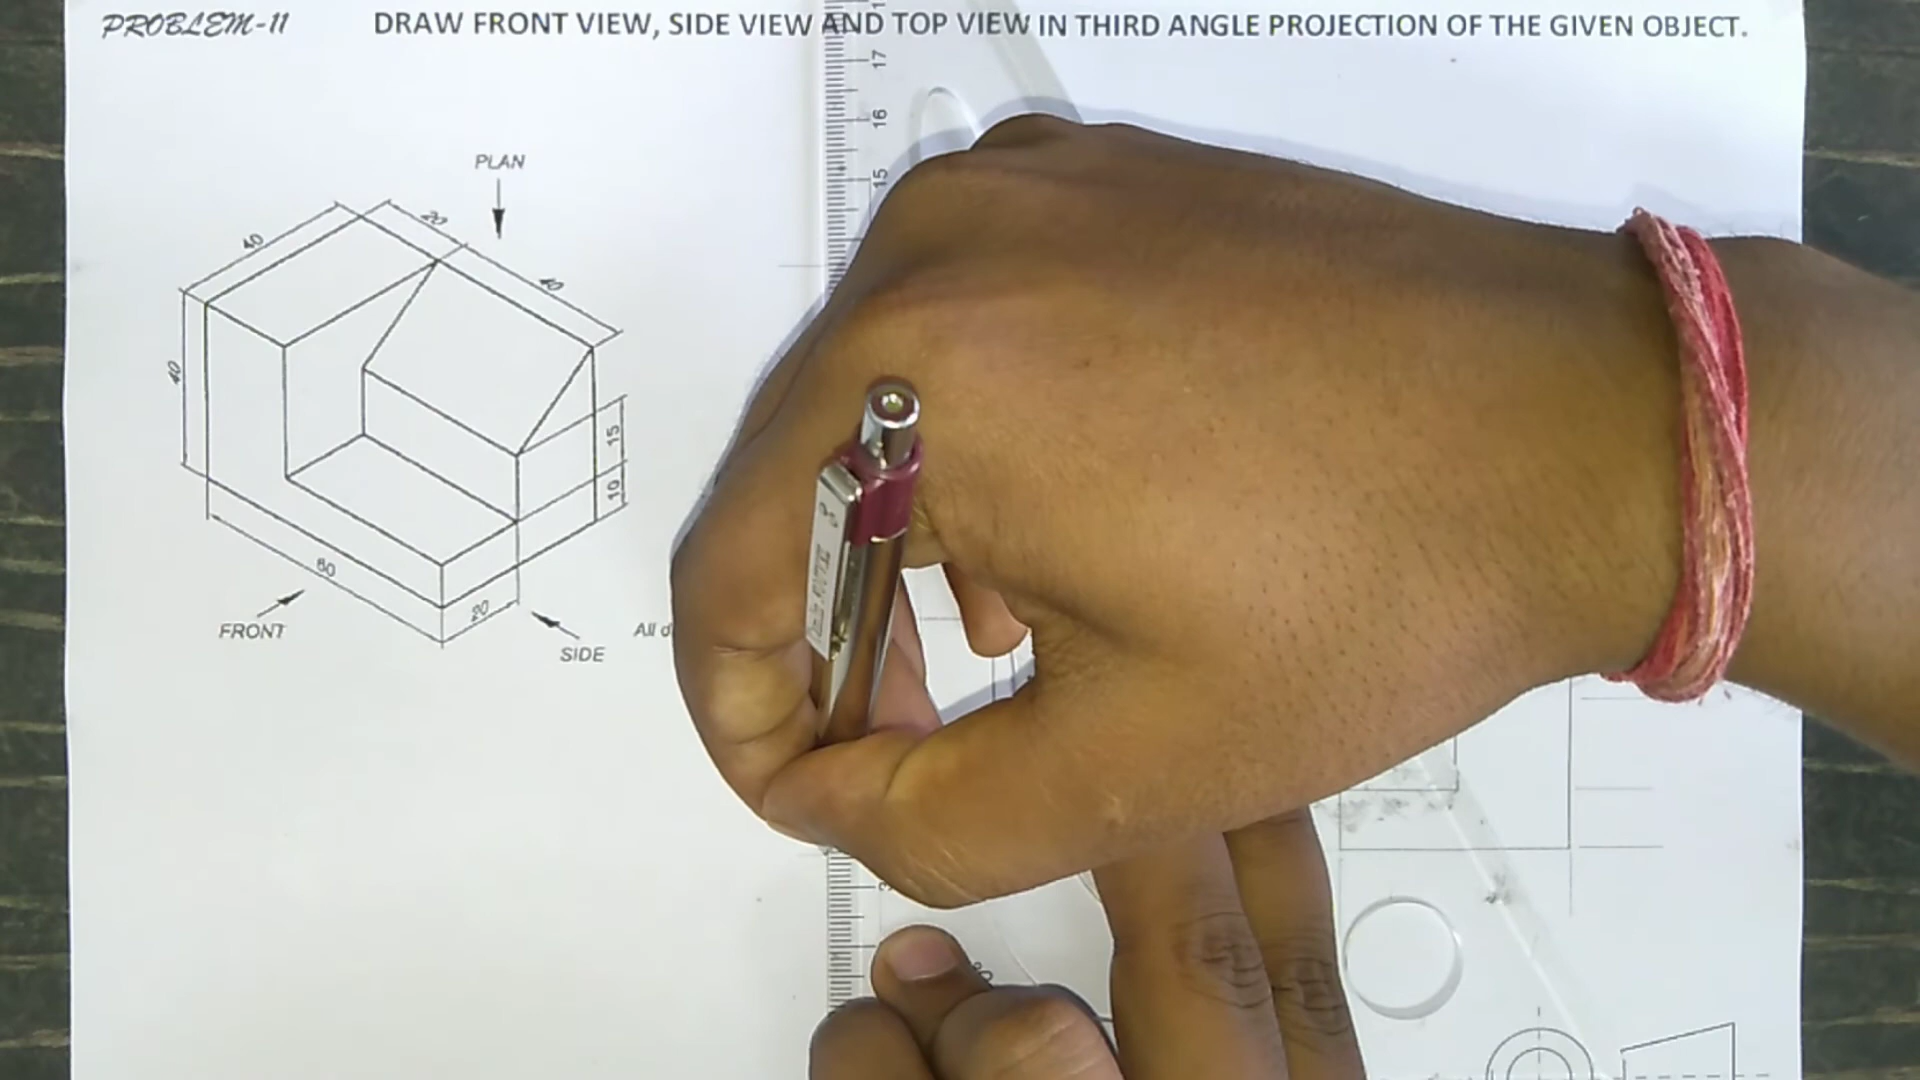 PROBLEM-11
DRAW FRONT VIEW, SIDE VIEW AND TOP VIEW IN THIRD ANGLE PROJECTION OF THE GIVEN OBJECT.
PLAN
40
20
40
40
15
10
20
FRONT
SIDE
All
17
16
15